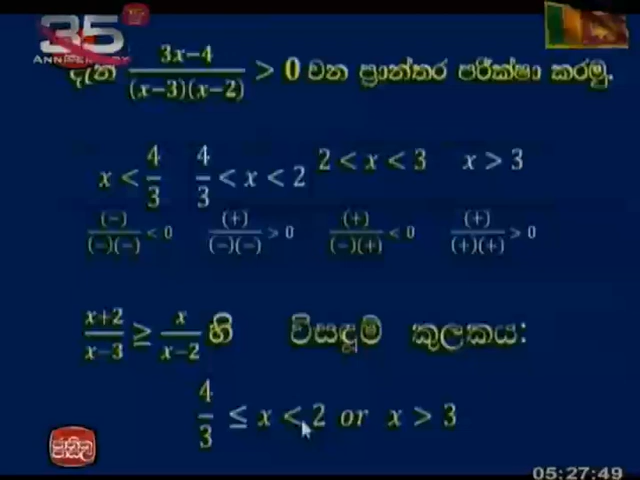 35
ANNIVERSARY
දැන් 3x−4/(x−3)(x−2) > 0 වන ප්‍රාන්තර පරීක්ෂා කරමු.
x < 4/3 4/3 < x < 2 2 < x < 3 x > 3
(−)/(−)(−) < 0 (+)/(−)(−) > 0 (+)/(−)(+) < 0 (+)/(+)(+) > 0
x+2/x−3 ≥ x/x−2 හි විසඳුම් කුලකය:
4/3 ≤ x < 2 or x > 3
ජාතික
පාසල
05:27:49